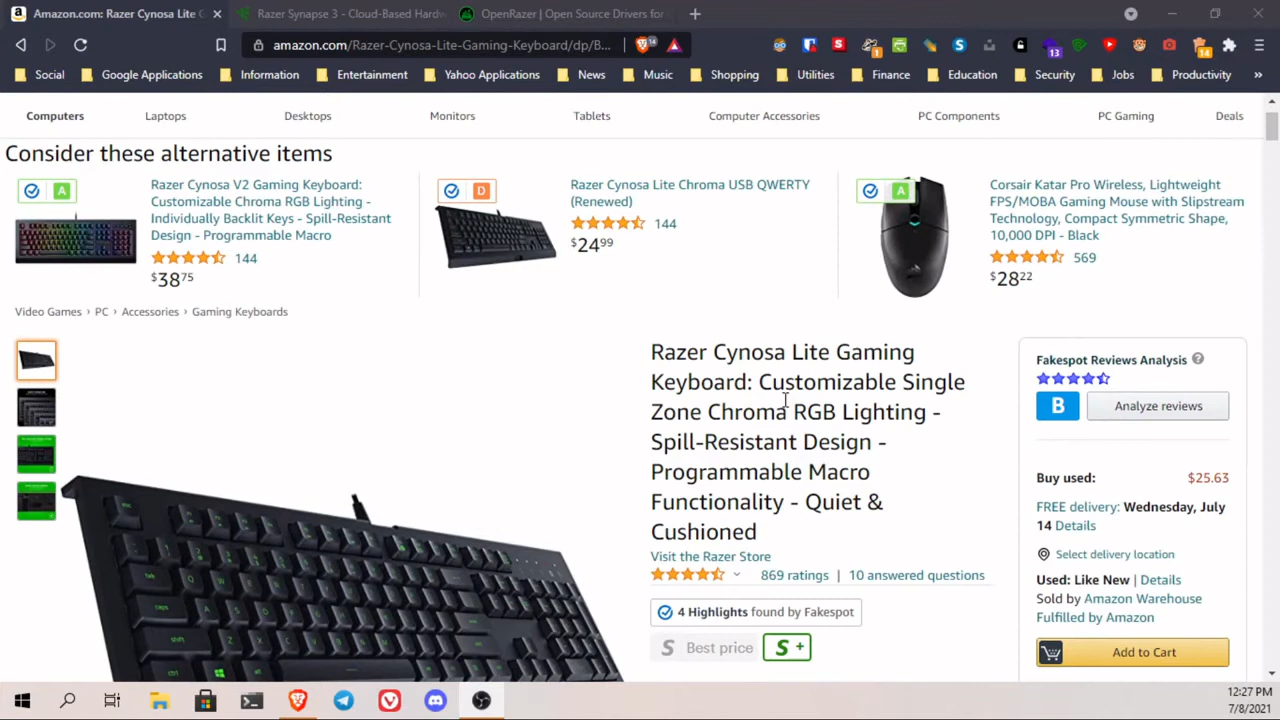 Amazon.com: Razer Cynosa Lite G
Razer Synapse 3 - Cloud-Based Hardw
OpenRazer | Open Source Drivers for
amazon.com/Razer-Cynosa-Lite-Gaming-Keyboard/dp/B...
14
1
13
14
Social
Google Applications
Information
Entertainment
Yahoo Applications
News
Music
Shopping
Utilities
Finance
Education
Security
Jobs
Productivity
»
Computers
Laptops
Desktops
Monitors
Tablets
Computer Accessories
PC Components
PC Gaming
Deals
Consider these alternative items
A
Razer Cynosa V2 Gaming Keyboard:
Customizable Chroma RGB Lighting -
Individually Backlit Keys - Spill-Resistant
Design - Programmable Macro
144
$38 75
D
Razer Cynosa Lite Chroma USB QWERTY
(Renewed)
144
$24 99
A
Corsair Katar Pro Wireless, Lightweight
FPS/MOBA Gaming Mouse with Slipstream
Technology, Compact Symmetric Shape,
10,000 DPI - Black
569
$28 22
Video Games › PC › Accessories › Gaming Keyboards
Razer Cynosa Lite Gaming
Keyboard: Customizable Single
Zone Chroma RGB Lighting -
Spill-Resistant Design -
Programmable Macro
Functionality - Quiet &
Cushioned
Visit the Razer Store
869 ratings | 10 answered questions
4 Highlights found by Fakespot
S Best price
S +
Fakespot Reviews Analysis
B
Analyze reviews
Buy used: $25.63
FREE delivery: Wednesday, July
14 Details
Select delivery location
Used: Like New | Details
Sold by Amazon Warehouse
Fulfilled by Amazon
Add to Cart
esc
tab
caps
shift
ctrl
12:27 PM
7/8/2021